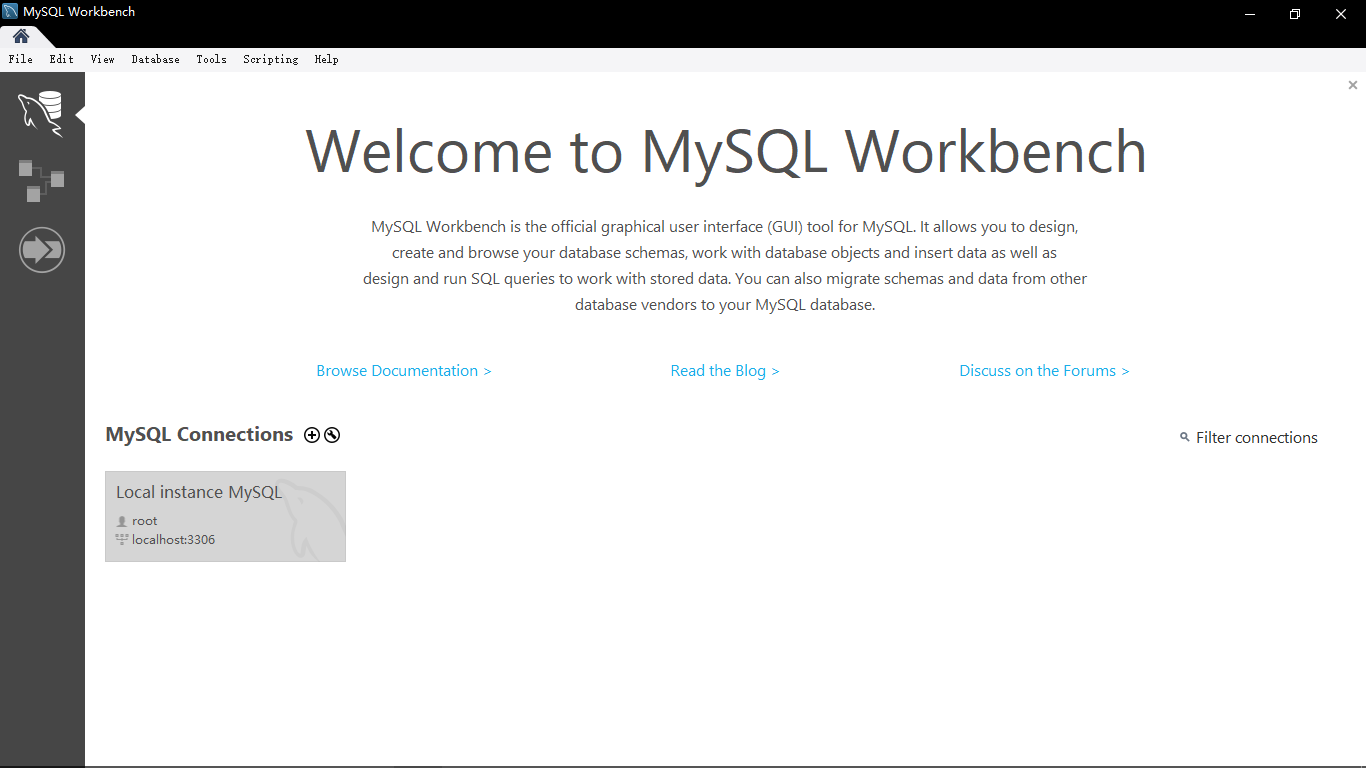 MySQL Workbench
File Edit View Database Tools Scripting Help
Welcome to MySQL Workbench
MySQL Workbench is the official graphical user interface (GUI) tool for MySQL. It allows you to design,
create and browse your database schemas, work with database objects and insert data as well as
design and run SQL queries to work with stored data. You can also migrate schemas and data from other
database vendors to your MySQL database.
Browse Documentation > Read the Blog > Discuss on the Forums >
MySQL Connections Filter connections
Local instance MySQL
root
localhost:3306